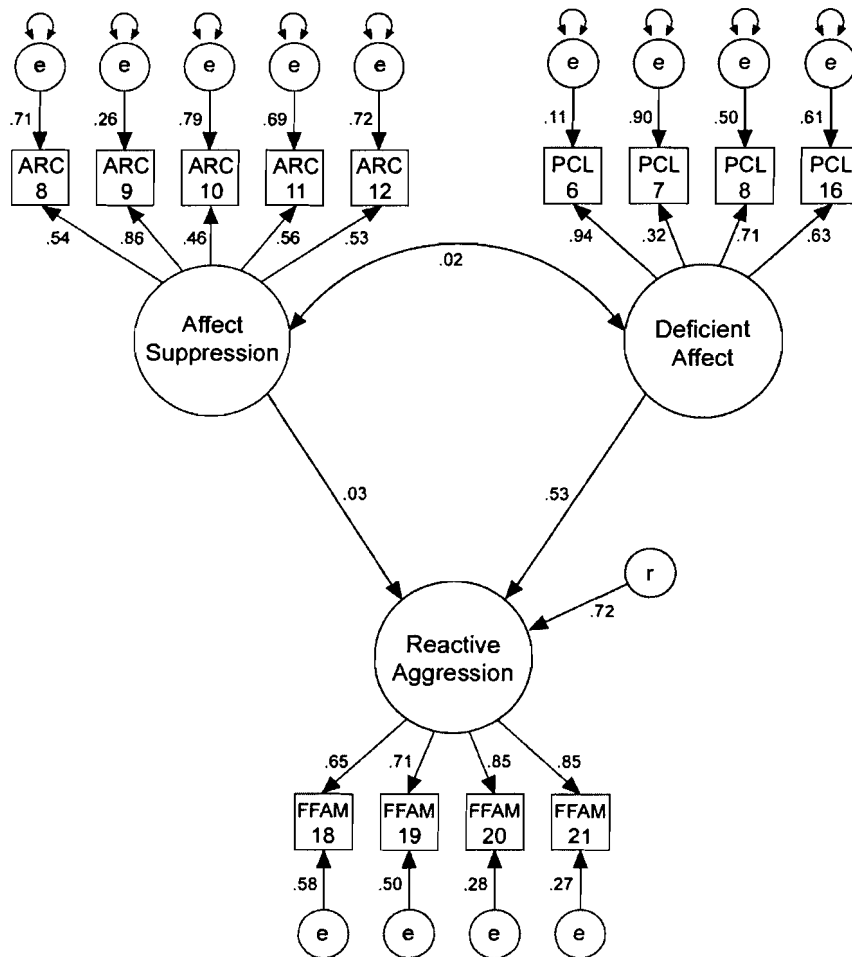 e e e e e
e e e e
.71 .26 .79 .69 .72
.11 .90 .50 .61
ARC ARC ARC ARC ARC
8 9 10 11 12
PCL PCL PCL PCL
6 7 8 16
.54 .86 .46 .56 .53
.94 .32 .71 .63
.02
Affect
Suppression
Deficient
Affect
.03
.53
r
.72
Reactive
Aggression
.65 .71 .85 .85
FFAM FFAM FFAM FFAM
18 19 20 21
.58 .50 .28 .27
e e e e